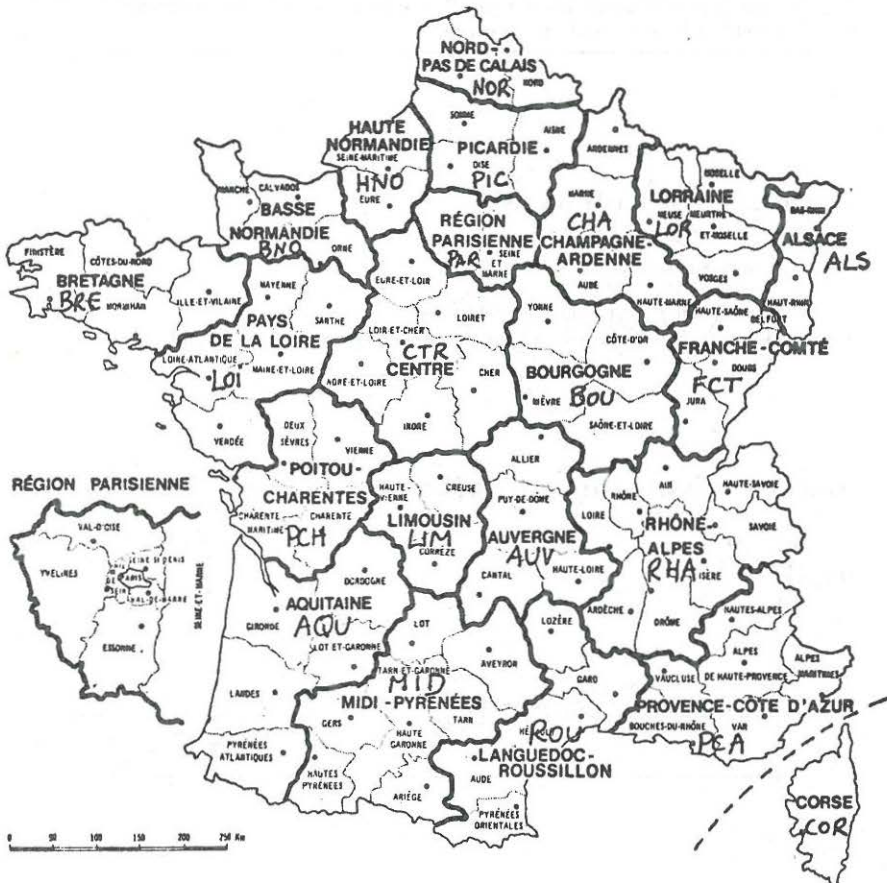 NORD-
PAS DE CALAIS
NOR
NORD
SOMME
AISNE
ARDENNES
HAUTE
NORMANDIE
SEINE-MARITIME
HNO
EURE
PICARDIE
OISE
PIC
MANCHE
CALVADOS
BASSE
NORMANDIE
BNO
ORNE
RÉGION
PARISIENNE
PAR
SEINE
ET
MARNE
MARNE
CHA
CHAMPAGNE-
ARDENNE
AUBE
HAUTE-MARNE
MOSELLE
LORRAINE
MEUSE
MEURTHE
LOR
ET-MOSELLE
VOSGES
BAS-RHIN
ALSACE
ALS
HAUT-RHIN
FINISTÈRE
CÔTES-DU-NORD
BRETAGNE
BRE
MORBIHAN
ILLE-ET-VILAINE
MAYENNE
SARTHE
PAYS
DE LA LOIRE
LOIRE-ATLANTIQUE
MAINE-ET-LOIRE
LOI
VENDÉE
EURE-ET-LOIR
LOIRET
LOIR-ET-CHER
CTR
CENTRE
CHER
INDRE
YONNE
CÔTE-D'OR
BOURGOGNE
NIÈVRE
BOU
SAÔNE-ET-LOIRE
HAUTE-SAÔNE
BELFORT
FRANCHE-COMTÉ
DOUBS
FCT
JURA
DEUX
SÈVRES
VIENNE
POITOU-
CHARENTES
CHARENTE
MARITIME
CHARENTE
PCH
HAUTE-
VIENNE
CREUSE
LIMOUSIN
LIM
CORRÈZE
ALLIER
PUY-DE-DÔME
AUVERGNE
AUV
CANTAL
HAUTE-LOIRE
LOIRE
RHÔNE
AIN
HAUTE-SAVOIE
SAVOIE
RHÔNE-
ALPES
RHA
ISÈRE
ARDÈCHE
DRÔME
RÉGION PARISIENNE
VAL-D'OISE
YVELINES
SEINE ST DENIS
PARIS
VAL-DE-MARNE
ESSONNE
SEINE-ET-MARNE
DORDOGNE
AQUITAINE
GIRONDE
AQU
LOT ET-GARONNE
LANDES
PYRÉNÉES
ATLANTIQUES
LOT
AVEYRON
TARN-ET-GARONNE
MID
MIDI-PYRÉNÉES
GERS
TARN
HAUTE
GARONNE
HAUTES
PYRÉNÉES
ARIÈGE
LOZÈRE
GARD
ROU
LANGUEDOC-
ROUSSILLON
AUDE
PYRÉNÉES
ORIENTALES
HAUTES-ALPES
ALPES
DE HAUTE-PROVENCE
ALPES
MARITIMES
VAUCLUSE
PROVENCE-CÔTE D'AZUR
BOUCHES-DU-RHÔNE
VAR
PCA
CORSE
COR
0 50 100 150 200 250 Km